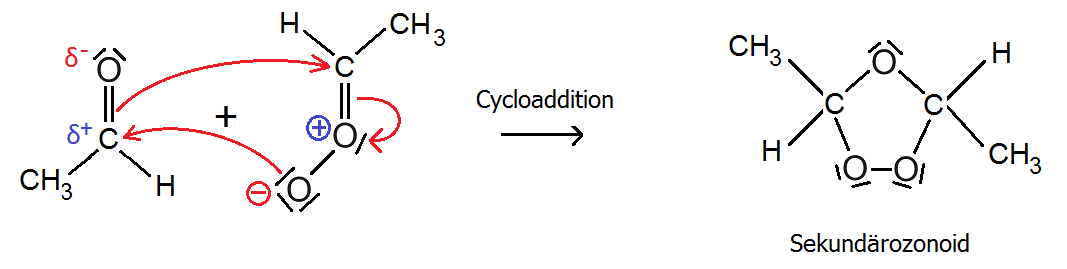 δ-
O
δ+
C
CH3
H
+
H
CH3
C
+
O
−
O
Cycloaddition
CH3
O
H
C
C
H
O
O
CH3
Sekundärozonoid